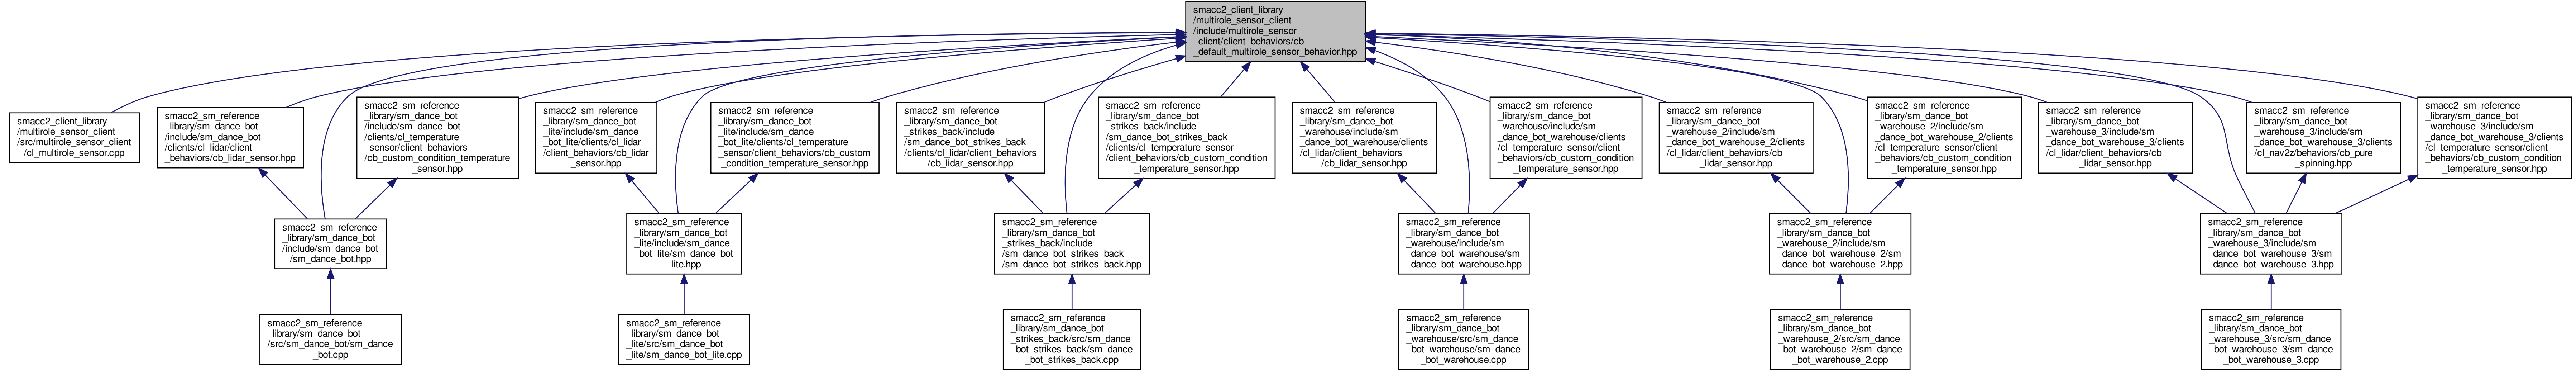 smacc2_client_library
/multirole_sensor_client
/include/multirole_sensor
_client/client_behaviors/cb
_default_multirole_sensor_behavior.hpp
smacc2_client_library
/multirole_sensor_client
/src/multirole_sensor_client
/cl_multirole_sensor.cpp
smacc2_sm_reference
_library/sm_dance_bot
/include/sm_dance_bot
/clients/cl_lidar/client
_behaviors/cb_lidar_sensor.hpp
smacc2_sm_reference
_library/sm_dance_bot
/include/sm_dance_bot
/clients/cl_temperature
_sensor/client_behaviors
/cb_custom_condition_temperature
_sensor.hpp
smacc2_sm_reference
_library/sm_dance_bot
_lite/include/sm_dance
_bot_lite/clients/cl_lidar
/client_behaviors/cb_lidar
_sensor.hpp
smacc2_sm_reference
_library/sm_dance_bot
_lite/include/sm_dance
_bot_lite/clients/cl_temperature
_sensor/client_behaviors/cb_custom
_condition_temperature_sensor.hpp
smacc2_sm_reference
_library/sm_dance_bot
_strikes_back/include
/sm_dance_bot_strikes_back
/clients/cl_lidar/client_behaviors
/cb_lidar_sensor.hpp
smacc2_sm_reference
_library/sm_dance_bot
_strikes_back/include
/sm_dance_bot_strikes_back
/clients/cl_temperature_sensor
/client_behaviors/cb_custom_condition
_temperature_sensor.hpp
smacc2_sm_reference
_library/sm_dance_bot
_warehouse/include/sm
_dance_bot_warehouse/clients
/cl_lidar/client_behaviors
/cb_lidar_sensor.hpp
smacc2_sm_reference
_library/sm_dance_bot
_warehouse/include/sm
_dance_bot_warehouse/clients
/cl_temperature_sensor/client
_behaviors/cb_custom_condition
_temperature_sensor.hpp
smacc2_sm_reference
_library/sm_dance_bot
_warehouse_2/include/sm
_dance_bot_warehouse_2/clients
/cl_lidar/client_behaviors/cb
_lidar_sensor.hpp
smacc2_sm_reference
_library/sm_dance_bot
_warehouse_2/include/sm
_dance_bot_warehouse_2/clients
/cl_temperature_sensor/client
_behaviors/cb_custom_condition
_temperature_sensor.hpp
smacc2_sm_reference
_library/sm_dance_bot
_warehouse_3/include/sm
_dance_bot_warehouse_3/clients
/cl_lidar/client_behaviors/cb
_lidar_sensor.hpp
smacc2_sm_reference
_library/sm_dance_bot
_warehouse_3/include/sm
_dance_bot_warehouse_3/clients
/cl_nav2z/behaviors/cb_pure
_spinning.hpp
smacc2_sm_reference
_library/sm_dance_bot
_warehouse_3/include/sm
_dance_bot_warehouse_3/clients
/cl_temperature_sensor/client
_behaviors/cb_custom_condition
_temperature_sensor.hpp
smacc2_sm_reference
_library/sm_dance_bot
/include/sm_dance_bot
/sm_dance_bot.hpp
smacc2_sm_reference
_library/sm_dance_bot
_lite/include/sm_dance
_bot_lite/sm_dance_bot
_lite.hpp
smacc2_sm_reference
_library/sm_dance_bot
_strikes_back/include
/sm_dance_bot_strikes_back
/sm_dance_bot_strikes_back.hpp
smacc2_sm_reference
_library/sm_dance_bot
_warehouse/include/sm
_dance_bot_warehouse/sm
_dance_bot_warehouse.hpp
smacc2_sm_reference
_library/sm_dance_bot
_warehouse_2/include/sm
_dance_bot_warehouse_2/sm
_dance_bot_warehouse_2.hpp
smacc2_sm_reference
_library/sm_dance_bot
_warehouse_3/include/sm
_dance_bot_warehouse_3/sm
_dance_bot_warehouse_3.hpp
smacc2_sm_reference
_library/sm_dance_bot
/src/sm_dance_bot/sm_dance
_bot.cpp
smacc2_sm_reference
_library/sm_dance_bot
_lite/src/sm_dance_bot
_lite/sm_dance_bot_lite.cpp
smacc2_sm_reference
_library/sm_dance_bot
_strikes_back/src/sm_dance
_bot_strikes_back/sm_dance
_bot_strikes_back.cpp
smacc2_sm_reference
_library/sm_dance_bot
_warehouse/src/sm_dance
_bot_warehouse/sm_dance
_bot_warehouse.cpp
smacc2_sm_reference
_library/sm_dance_bot
_warehouse_2/src/sm_dance
_bot_warehouse_2/sm_dance
_bot_warehouse_2.cpp
smacc2_sm_reference
_library/sm_dance_bot
_warehouse_3/src/sm_dance
_bot_warehouse_3/sm_dance
_bot_warehouse_3.cpp